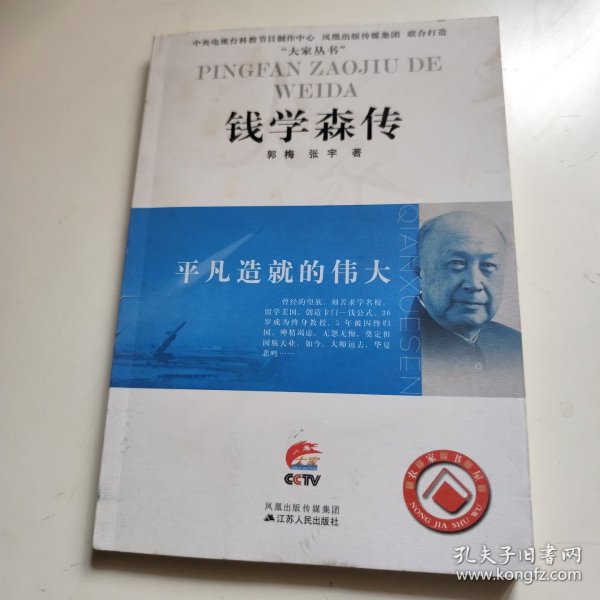 中央电视台科教节目制作中心 凤凰出版传媒集团 联合打造
“大家丛书”
PINGFAN ZAOJIU DE
WEIDA
钱学森传
郭梅 张宇 著
QIANXUESEN
平凡造就的伟大
曾经的望族，刻苦求学名校，
留学美国，创造卡门—钱公式，36
岁成为终身教授，5年被囚终归
国，殚精竭虑，无怨无悔，奠定祖
国航天业，如今，大师远去，华夏
悲鸣……
大家
CCTV
凤凰出版传媒集团
江苏人民出版社
农家书屋
NONG JIA SHU WU
孔夫子旧书网
www.kongfz.com